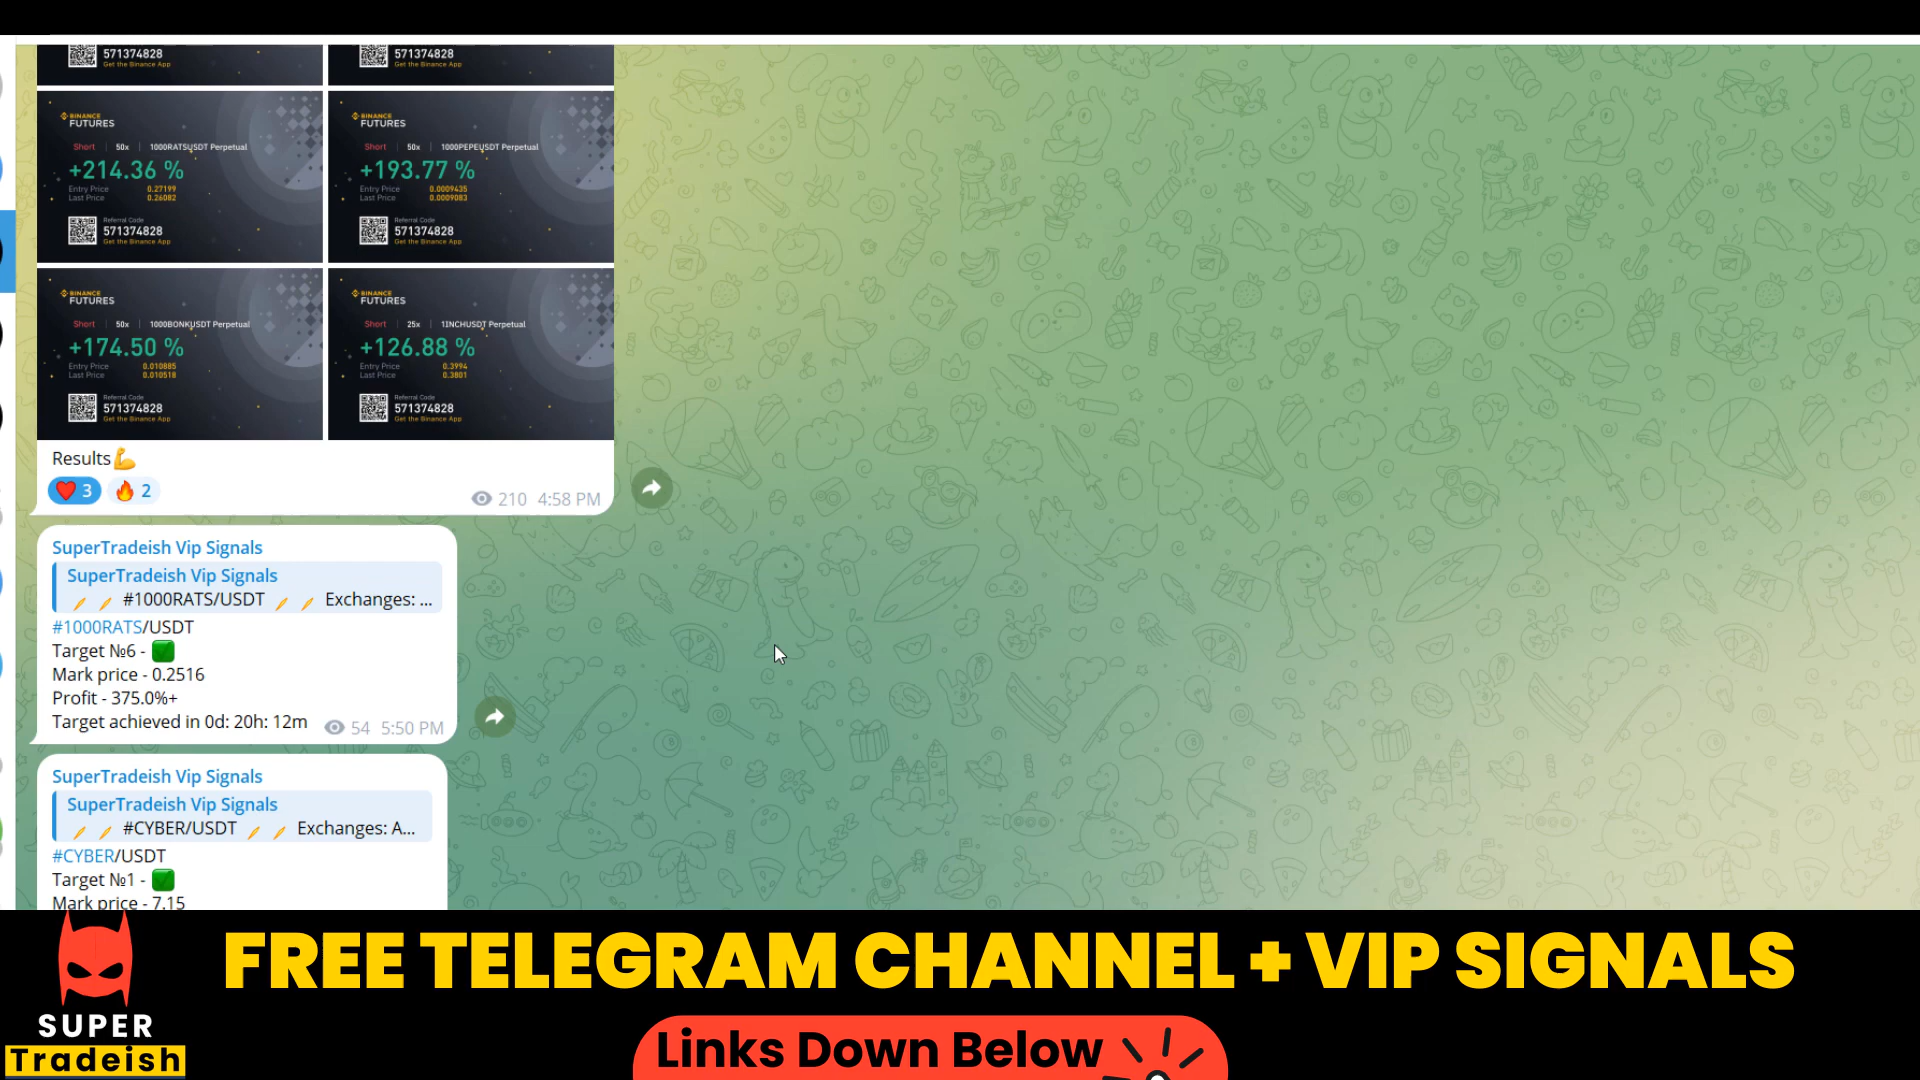 571374828
Get the Binance App
571374828
Get the Binance App
BINANCE
FUTURES
Short | 50x | 1000RATSUSDT Perpetual
+214.36 %
Entry Price 0.27199
Last Price 0.26082
Referral Code
571374828
Get the Binance App
BINANCE
FUTURES
Short | 50x | 1000PEPEUSDT Perpetual
+193.77 %
Entry Price 0.0009435
Last Price 0.0009083
Referral Code
571374828
Get the Binance App
BINANCE
FUTURES
Short | 50x | 1000BONKUSDT Perpetual
+174.50 %
Entry Price 0.010885
Last Price 0.010518
Referral Code
571374828
Get the Binance App
BINANCE
FUTURES
Short | 25x | 1INCHUSDT Perpetual
+126.88 %
Entry Price 0.3994
Last Price 0.3801
Referral Code
571374828
Get the Binance App
Results💪
❤️ 3 🔥 2
210 4:58 PM
SuperTradeish Vip Signals
SuperTradeish Vip Signals
#1000RATS/USDT Exchanges: ...
#1000RATS/USDT
Target №6 - ✅
Mark price - 0.2516
Profit - 375.0%+
Target achieved in 0d: 20h: 12m
54 5:50 PM
SuperTradeish Vip Signals
SuperTradeish Vip Signals
#CYBER/USDT Exchanges: A...
#CYBER/USDT
Target №1 - ✅
Mark price - 7.15
FREE TELEGRAM CHANNEL + VIP SIGNALS
SUPER
Tradeish
Links Down Below